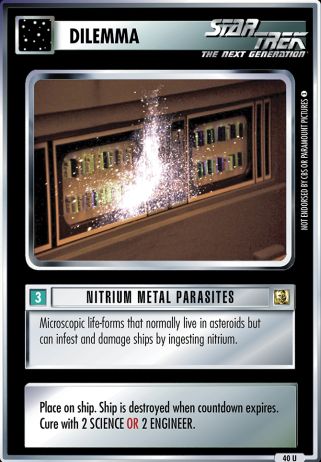 DILEMMA
STAR TREK
THE NEXT GENERATION®
NOT ENDORSED BY CBS OR PARAMOUNT PICTURES
3 NITRIUM METAL PARASITES
Microscopic life-forms that normally live in asteroids but
can infest and damage ships by ingesting nitrium.
Place on ship. Ship is destroyed when countdown expires.
Cure with 2 SCIENCE OR 2 ENGINEER.
40 U